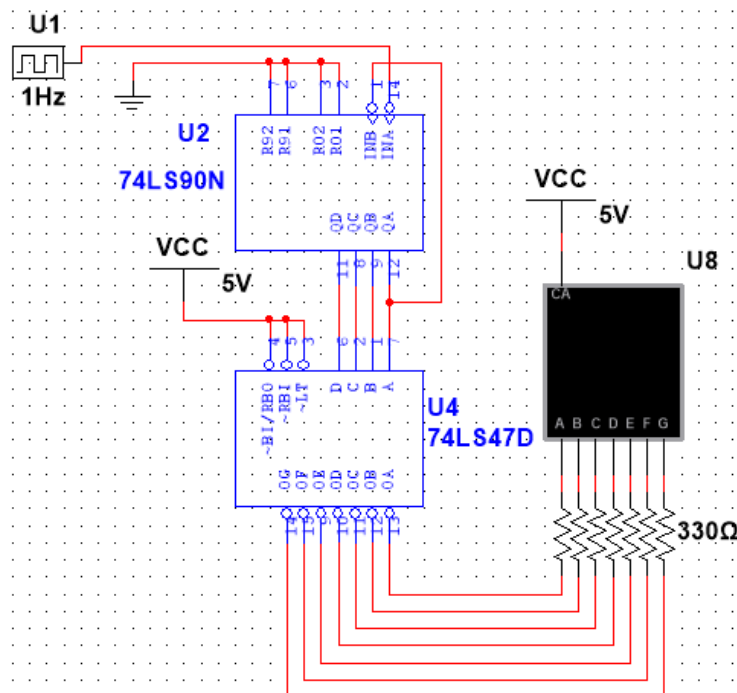 U1
1Hz
7 6 3 2 1 14
R92 R91 R02 R01 INB INA
U2
74LS90N
QD QC QB QA
11 8 9 12
VCC
5V
VCC
5V
U8
CA
A B C D E F G
4 5 3 6 2 1 7
~BI/RBO ~RBI ~LT D C B A
U4
74LS47D
OG OF OE OD OC OB OA
14 15 9 10 11 12 13
330Ω